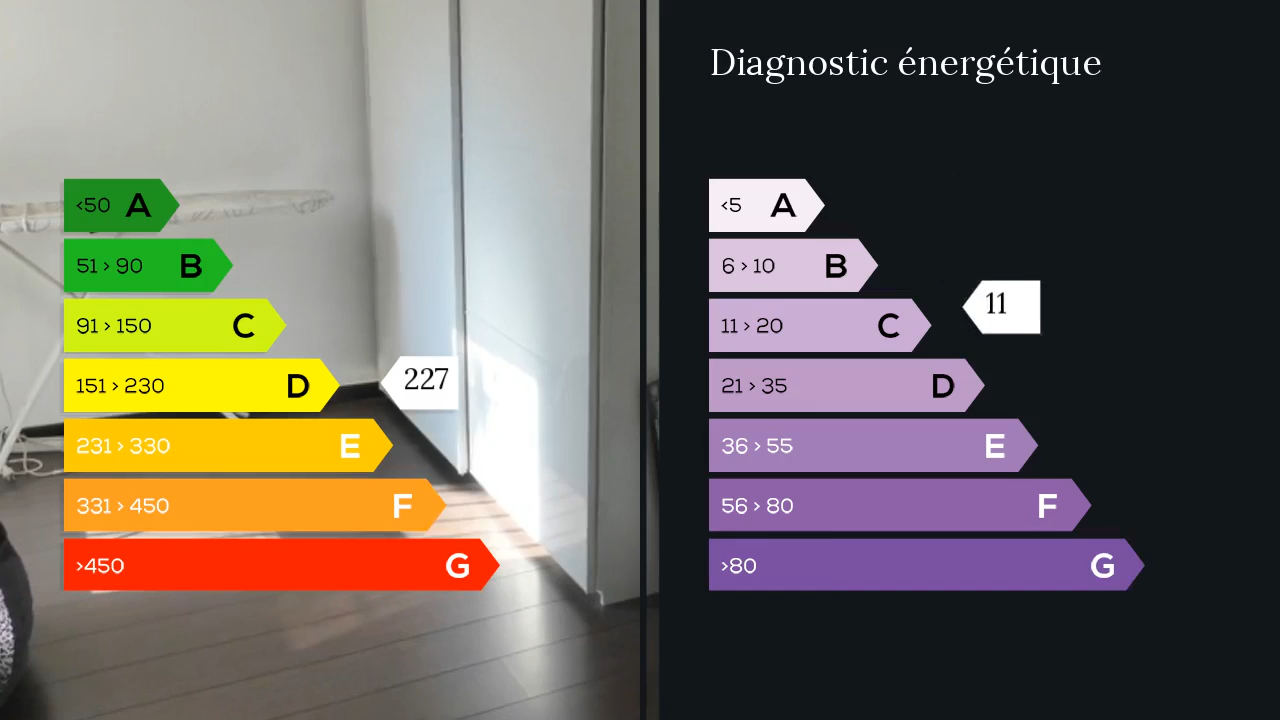 Diagnostic énergétique
<50 A
51 > 90 B
91 > 150 C
151 > 230 D
227
231 > 330 E
331 > 450 F
>450 G
<5 A
6 > 10 B
11 > 20 C
11
21 > 35 D
36 > 55 E
56 > 80 F
>80 G